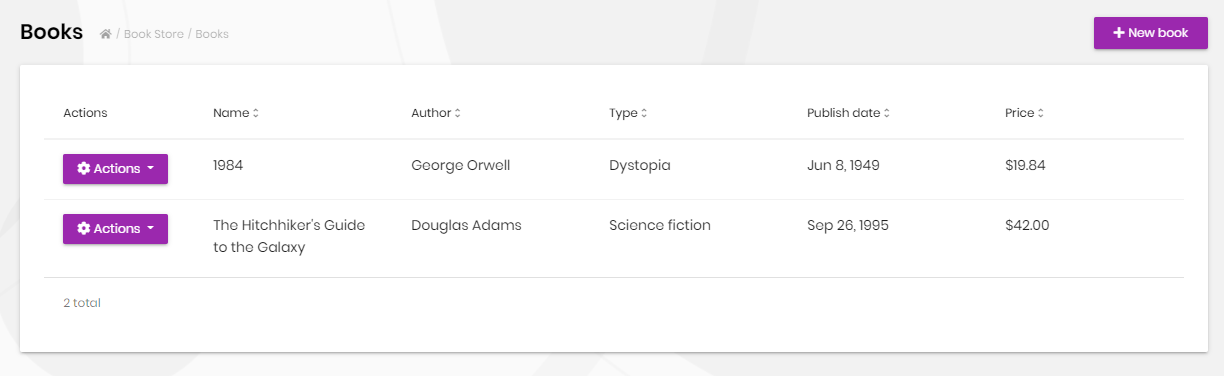 Books / Book Store / Books
New book
Actions Name Author Type Publish date Price
Actions 1984 George Orwell Dystopia Jun 8, 1949 $19.84
Actions The Hitchhiker's Guide Douglas Adams Science fiction Sep 26, 1995 $42.00
to the Galaxy
2 total